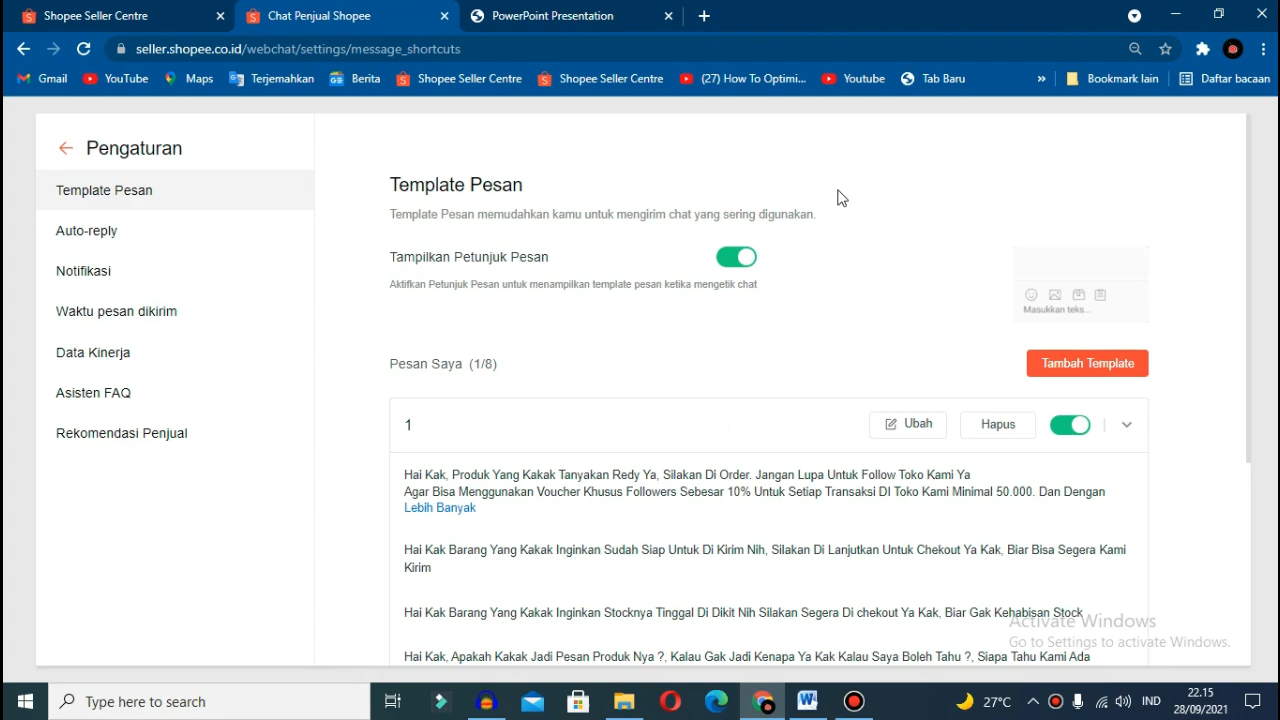 Shopee Seller Centre
Chat Penjual Shopee
PowerPoint Presentation
seller.shopee.co.id/webchat/settings/message_shortcuts
Gmail
YouTube
Maps
Terjemahkan
Berita
Shopee Seller Centre
Shopee Seller Centre
(27) How To Optimi...
Youtube
Tab Baru
»
Bookmark lain
Daftar bacaan
Pengaturan
Template Pesan
Auto-reply
Notifikasi
Waktu pesan dikirim
Data Kinerja
Asisten FAQ
Rekomendasi Penjual
Template Pesan
Template Pesan memudahkan kamu untuk mengirim chat yang sering digunakan.
Tampilkan Petunjuk Pesan
Aktifkan Petunjuk Pesan untuk menampilkan template pesan ketika mengetik chat
Masukkan teks...
Pesan Saya (1/8)
Tambah Template
1
Ubah
Hapus
Hai Kak, Produk Yang Kakak Tanyakan Redy Ya, Silakan Di Order. Jangan Lupa Untuk Follow Toko Kami Ya
Agar Bisa Menggunakan Voucher Khusus Followers Sebesar 10% Untuk Setiap Transaksi DI Toko Kami Minimal 50.000. Dan Dengan
Lebih Banyak
Hai Kak Barang Yang Kakak Inginkan Sudah Siap Untuk Di Kirim Nih, Silakan Di Lanjutkan Untuk Chekout Ya Kak, Biar Bisa Segera Kami
Kirim
Hai Kak Barang Yang Kakak Inginkan Stocknya Tinggal Di Dikit Nih Silakan Segera Di chekout Ya Kak, Biar Gak Kehabisan Stock
Hai Kak, Apakah Kakak Jadi Pesan Produk Nya ?, Kalau Gak Jadi Kenapa Ya Kak Kalau Saya Boleh Tahu ?, Siapa Tahu Kami Ada
Activate Windows
Go to Settings to activate Windows.
Type here to search
27°C
IND
22.15
28/09/2021